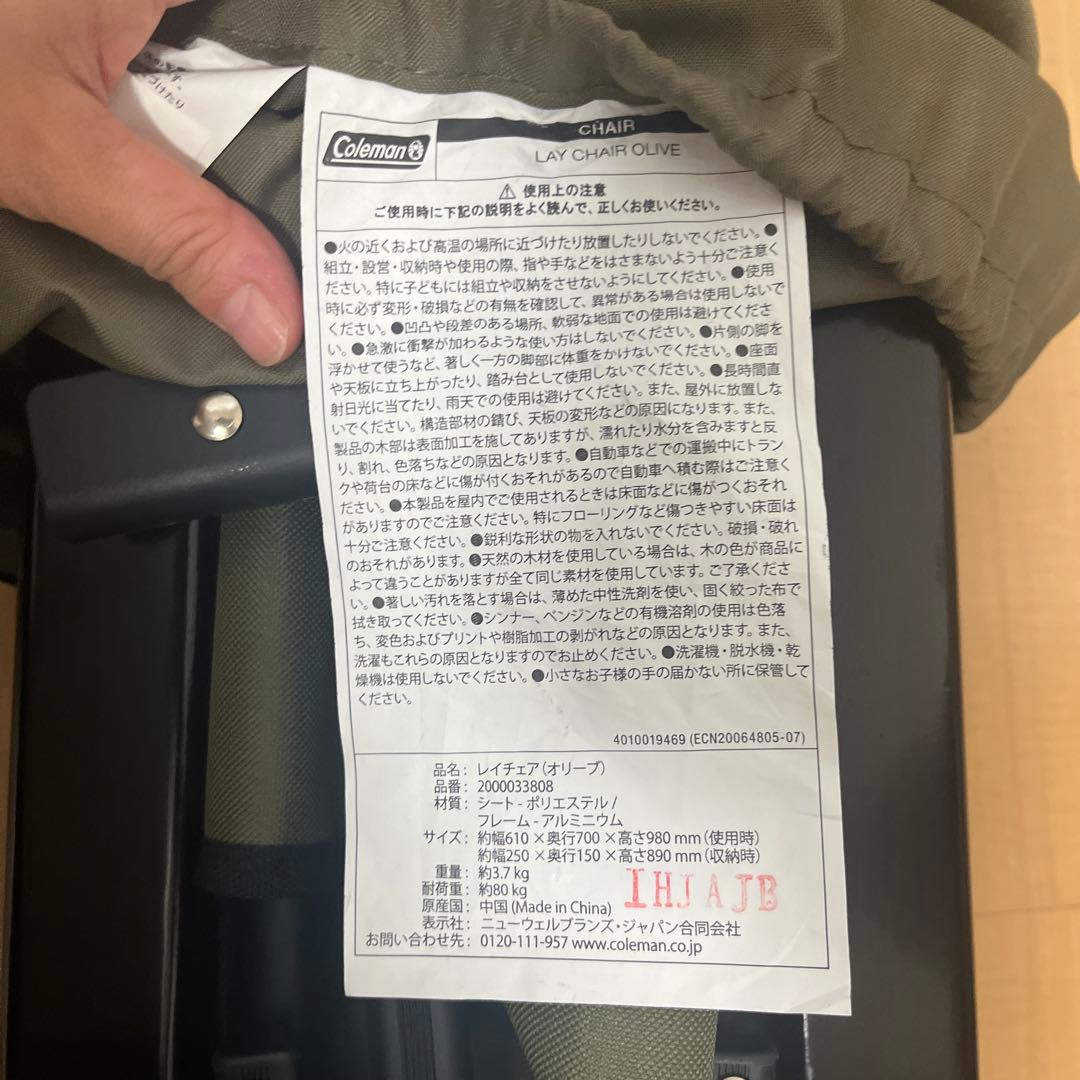 づけたり
Coleman
CHAIR
LAY CHAIR OLIVE
⚠ 使用上の注意
ご使用時に下記の説明をよく読んで、正しくお使いください。
●火の近くおよび高温の場所に近づけたり放置したりしないでください。●
組立・設営・収納時や使用の際、指や手などをはさまないよう十分ご注意く
ださい。特に子どもには組立や収納をさせないようにしてください。●使用
時に必ず変形・破損などの有無を確認して、異常がある場合は使用しないで
ください。●凹凸や段差のある場所、軟弱な地面での使用は避けてくださ
い。●急激に衝撃が加わるような使い方はしないでください。●片側の脚を
浮かせて使うなど、著しく一方の脚部に体重をかけないでください。●座面
や天板に立ち上がったり、踏み台として使用しないでください。●長時間直
射日光に当てたり、雨天での使用は避けてください。また、屋外に放置しな
いでください。構造部材の錆び、天板の変形などの原因になります。また、
製品の木部は表面加工を施してありますが、濡れたり水分を含みますと反
り、割れ、色落ちなどの原因となります。●自動車などでの運搬中にトラン
クや荷台の床などに傷が付くおそれがあるので自動車へ積む際はご注意く
ださい。●本製品を屋内でご使用されるときは床面などに傷がつくおそれ
がありますのでご注意ください。特にフローリングなど傷つきやすい床面は
十分ご注意ください。●鋭利な形状の物を入れないでください。破損・破れ
のおそれがあります。●天然の木材を使用している場合は、木の色が商品に
よって違うことがありますが全て同じ素材を使用しています。ご了承くださ
い。●著しい汚れを落とす場合は、薄めた中性洗剤を使い、固く絞った布で
拭き取ってください。●シンナー、ベンジンなどの有機溶剤の使用は色落
ち、変色およびプリントや樹脂加工の剥がれなどの原因となります。また、
洗濯もこれらの原因となりますのでお止めください。●洗濯機・脱水機・乾
燥機は使用しないでください。●小さなお子様の手の届かない所に保管して
ください。
4010019469 (ECN20064805-07)
品名: レイチェア(オリーブ)
品番: 2000033808
材質: シート - ポリエステル /
フレーム - アルミニウム
サイズ: 約幅610 ×奥行700 ×高さ980 mm (使用時)
約幅250 ×奥行150 ×高さ890 mm (収納時)
重量: 約3.7 kg
耐荷重: 約80 kg
IHJAJB
原産国: 中国 (Made in China)
表示社: ニューウェルブランズ・ジャパン合同会社
お問い合わせ先: 0120-111-957 www.coleman.co.jp